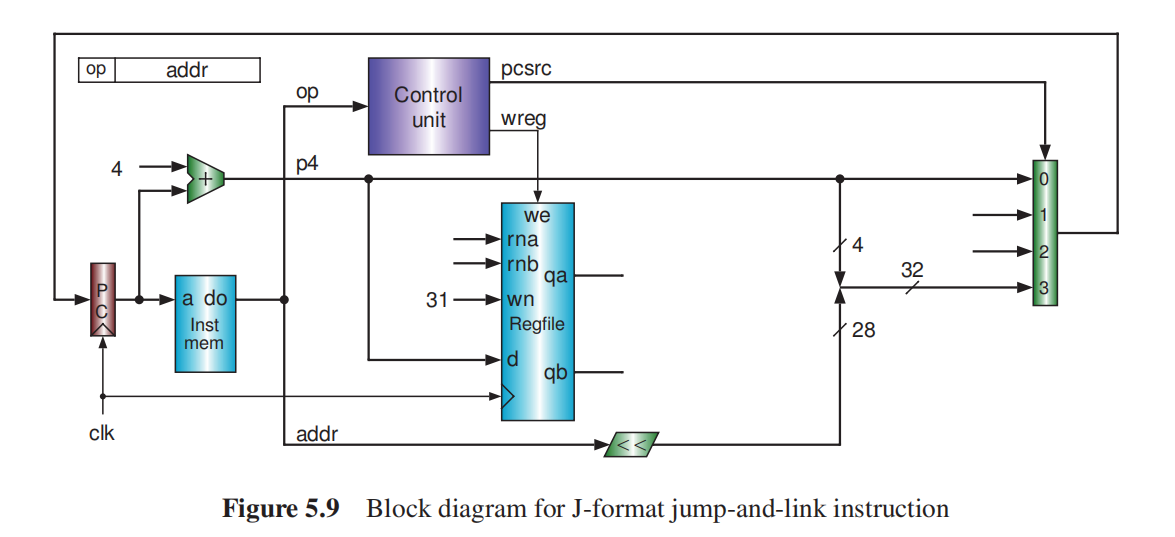 op addr
op
Control
unit
pcsrc
wreg
4
+
p4
0
1
2
3
we
rna
rnb
qa
31
wn
Regfile
d
qb
4
32
28
P
C
a do
Inst
mem
clk
addr
<<
Figure 5.9 Block diagram for J-format jump-and-link instruction